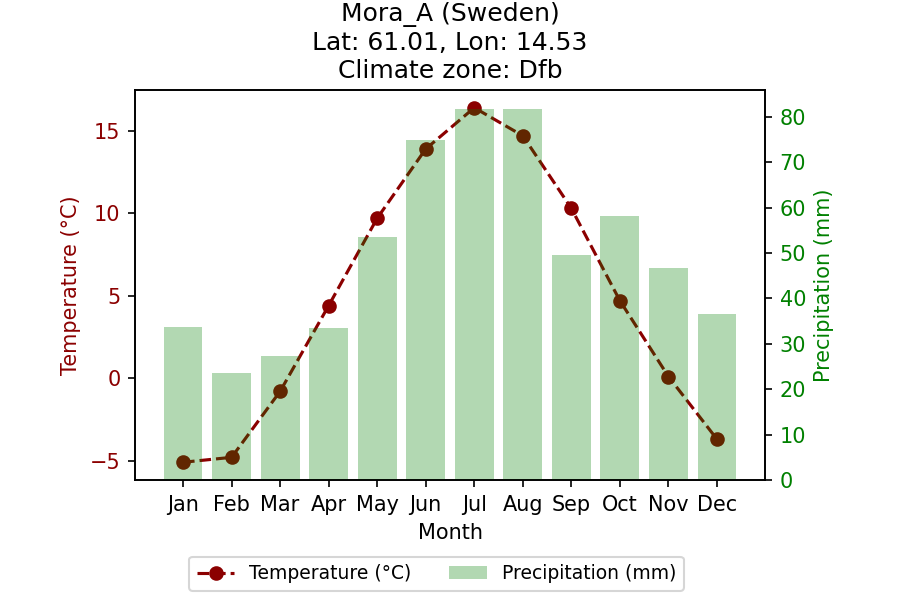 Mora_A (Sweden)
Lat: 61.01, Lon: 14.53
Climate zone: Dfb
Temperature (°C)
15
10
5
0
−5
Precipitation (mm)
80
70
60
50
40
30
20
10
0
Jan Feb Mar Apr May Jun Jul Aug Sep Oct Nov Dec
Month
Temperature (°C) Precipitation (mm)